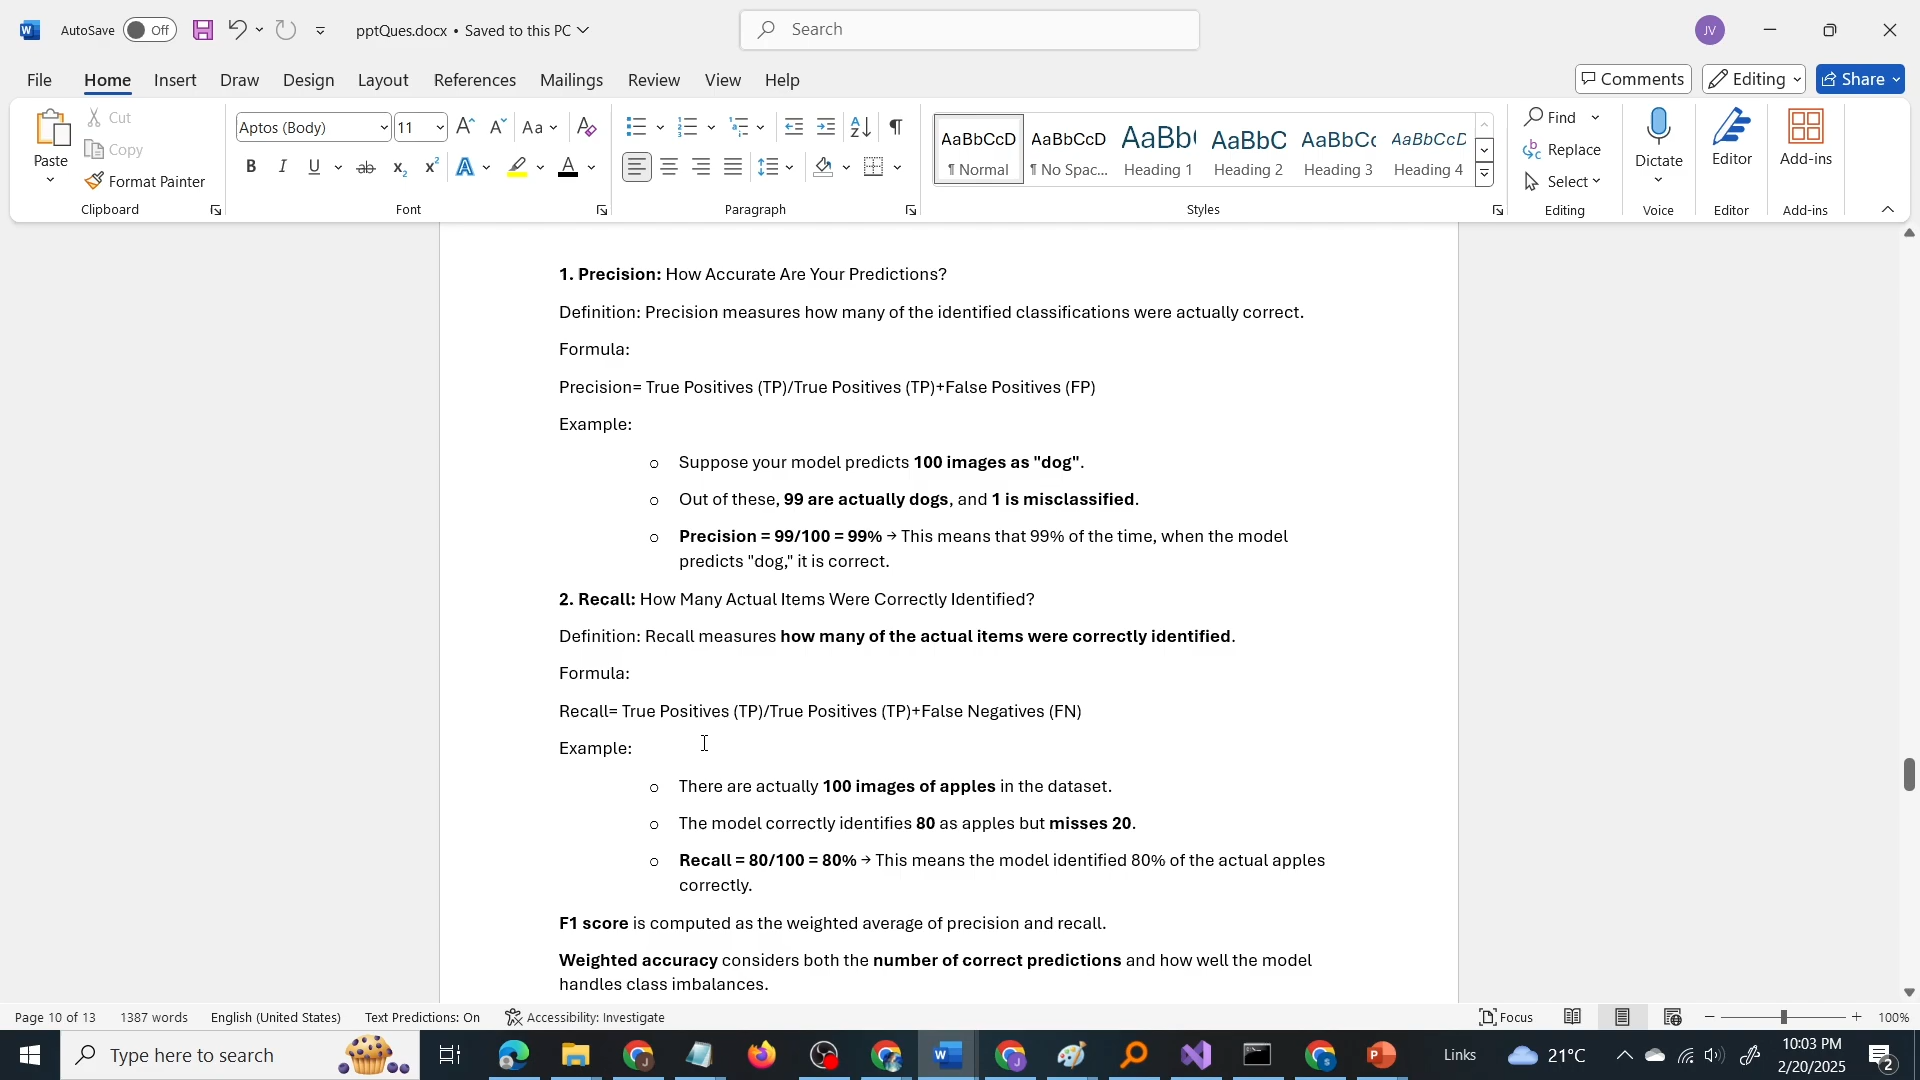 AutoSave Off pptQues.docx • Saved to this PC Search JV
File Home Insert Draw Design Layout References Mailings Review View Help Comments Editing Share
Paste Cut Copy Format Painter Clipboard
Aptos (Body) 11 Aa Font
Paragraph
AaBbCcD AaBbCcD AaBb( AaBbC AaBbCc AaBbCcD
¶ Normal ¶ No Spac... Heading 1 Heading 2 Heading 3 Heading 4
Styles
Find Replace Select Editing
Dictate Voice Editor Editor Add-ins Add-ins
1. Precision: How Accurate Are Your Predictions?
Definition: Precision measures how many of the identified classifications were actually correct.
Formula:
Precision= True Positives (TP)/True Positives (TP)+False Positives (FP)
Example:
o Suppose your model predicts 100 images as "dog".
o Out of these, 99 are actually dogs, and 1 is misclassified.
o Precision = 99/100 = 99% → This means that 99% of the time, when the model
predicts "dog," it is correct.
2. Recall: How Many Actual Items Were Correctly Identified?
Definition: Recall measures how many of the actual items were correctly identified.
Formula:
Recall= True Positives (TP)/True Positives (TP)+False Negatives (FN)
Example:
o There are actually 100 images of apples in the dataset.
o The model correctly identifies 80 as apples but misses 20.
o Recall = 80/100 = 80% → This means the model identified 80% of the actual apples
correctly.
F1 score is computed as the weighted average of precision and recall.
Weighted accuracy considers both the number of correct predictions and how well the model
handles class imbalances.
Page 10 of 13 1387 words English (United States) Text Predictions: On Accessibility: Investigate Focus 100%
Type here to search Links 21°C 10:03 PM
2/20/2025 2